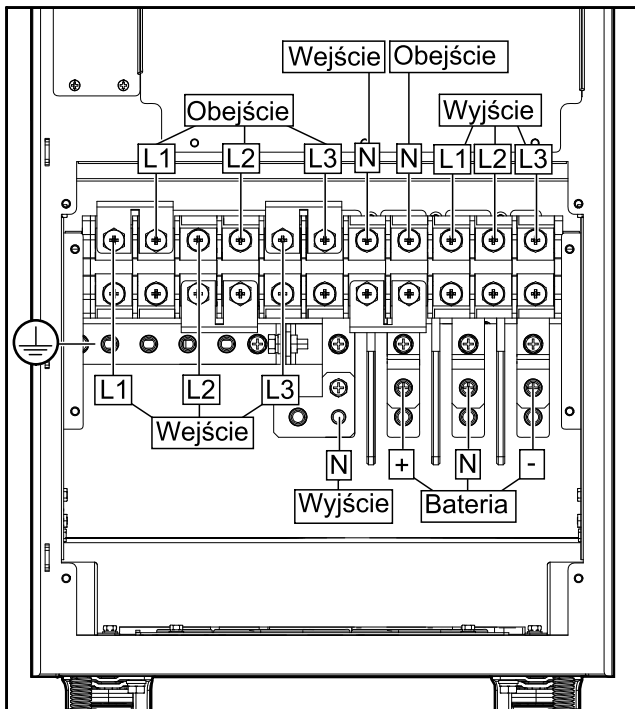 Wejście Obejście
Obejście Wyjście
L1 L2 L3 N N L1 L2 L3
L1 L2 L3
Wejście
N + N -
Wyjście Bateria